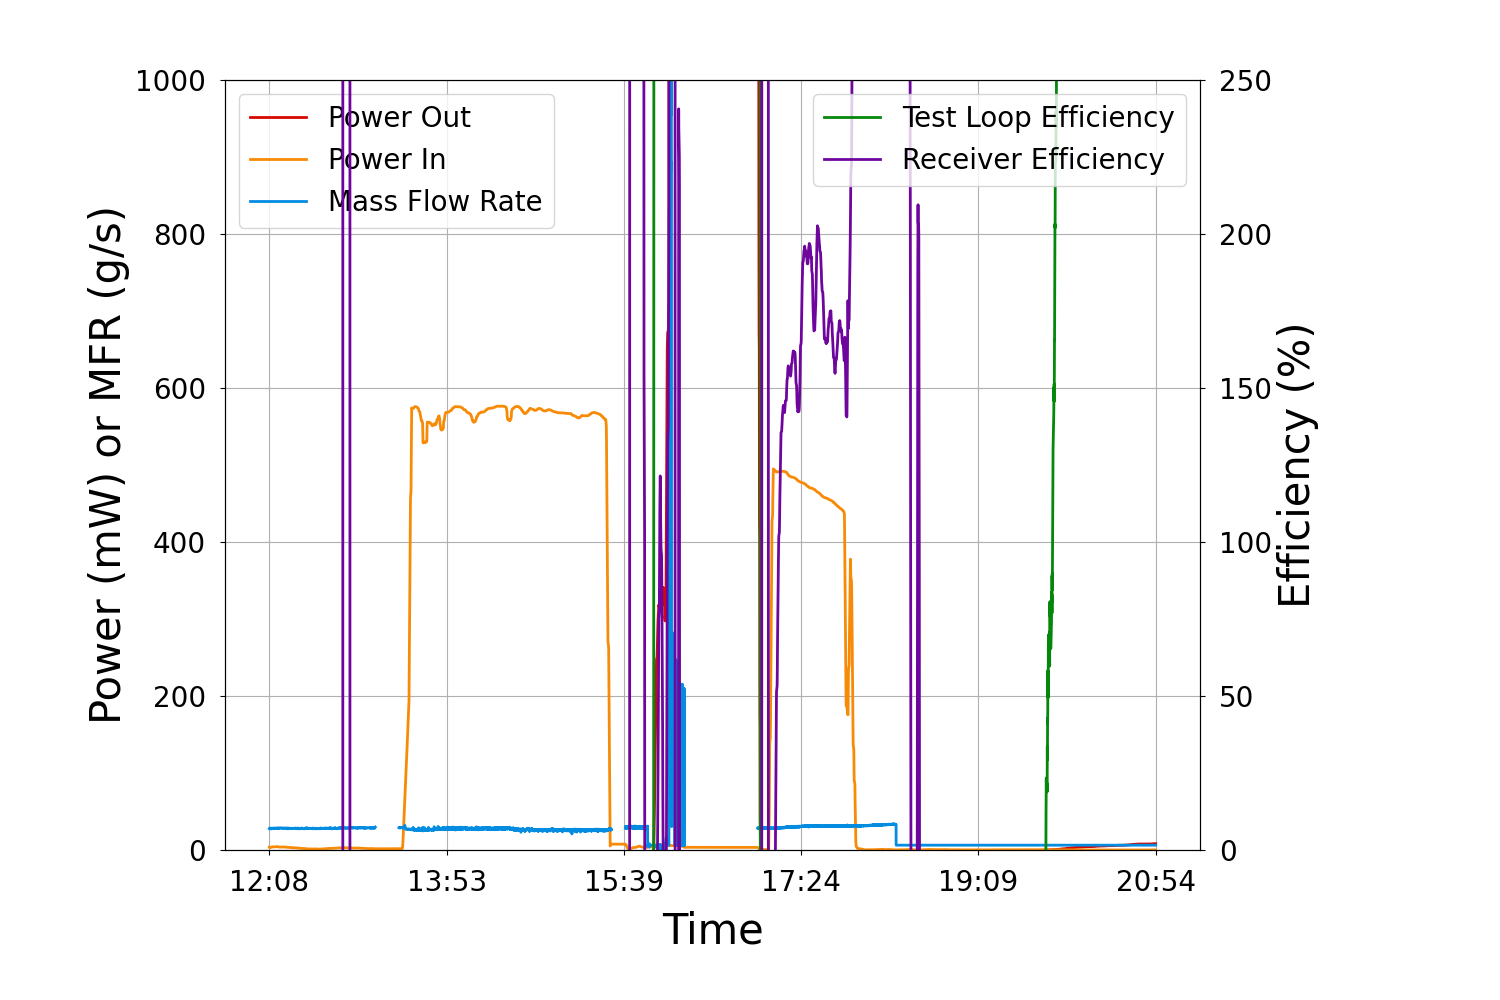 1000
800
600
400
200
0
Power (mW) or MFR (g/s)
Power Out
Power In
Mass Flow Rate
Test Loop Efficiency
Receiver Efficiency
250
200
150
100
50
0
Efficiency (%)
12:08 13:53 15:39 17:24 19:09 20:54
Time